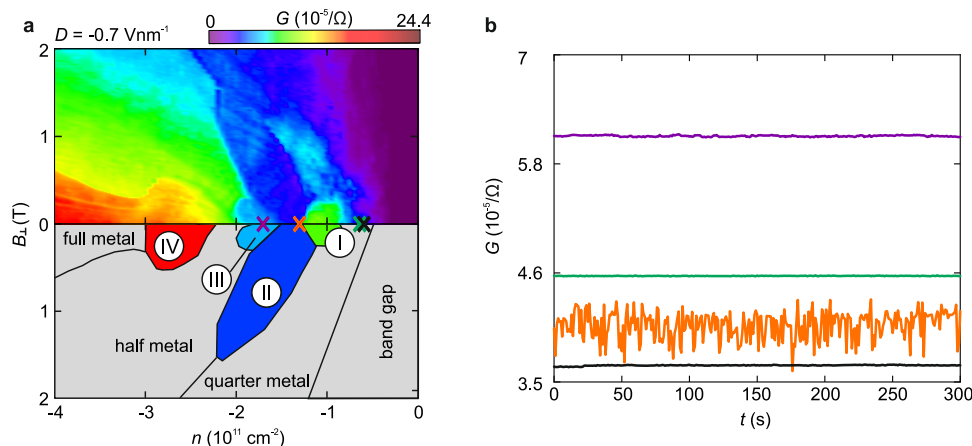 a
D = -0.7 Vnm⁻¹
G (10⁻⁵/Ω)
0
24.4
2
1
0
1
2
B⊥(T)
full metal
IV
III
II
I
half metal
quarter metal
band gap
-4
-3
-2
-1
0
n (10¹¹ cm⁻²)
b
7
5.8
4.6
3.5
G (10⁻⁵/Ω)
0
50
100
150
200
250
300
t (s)